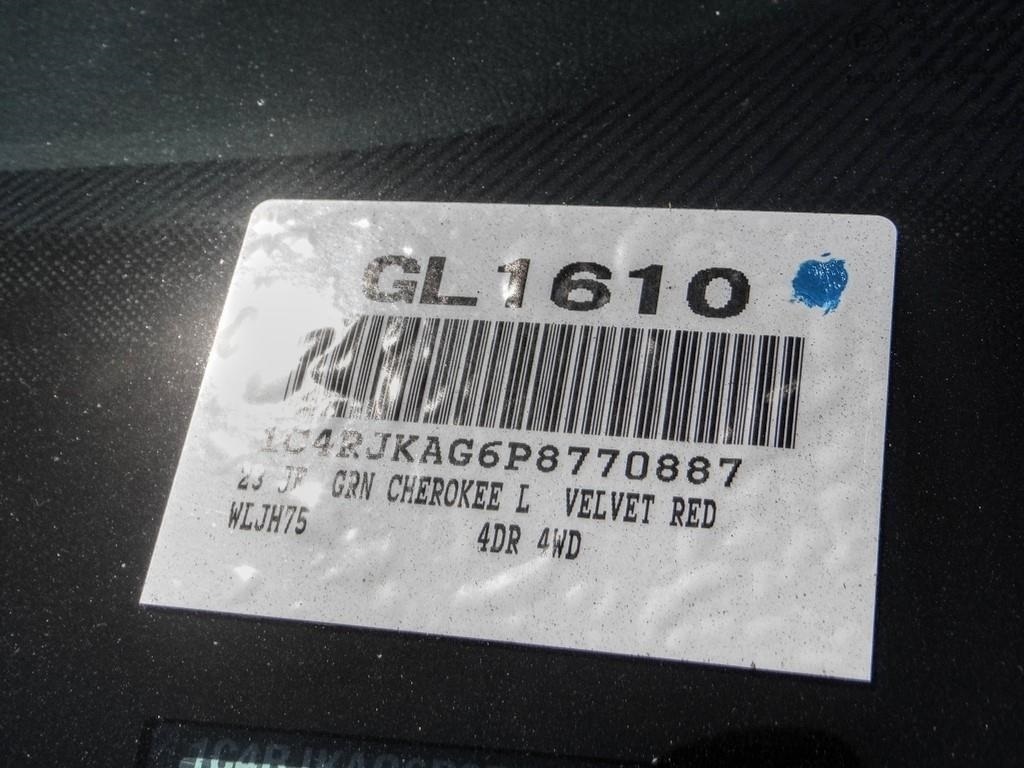 GL1610
1C4RJKAG6P8770887
23 JP GRN CHEROKEE L VELVET RED
WLJH75 4DR 4WD